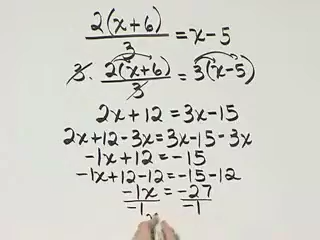 2(x+6)/3 = x-5
3 · 2(x+6)/3 = 3(x-5)
2x+12 = 3x-15
2x+12-3x = 3x-15-3x
-1x+12 = -15
-1x+12-12 = -15-12
-1x/-1 = -27/-1